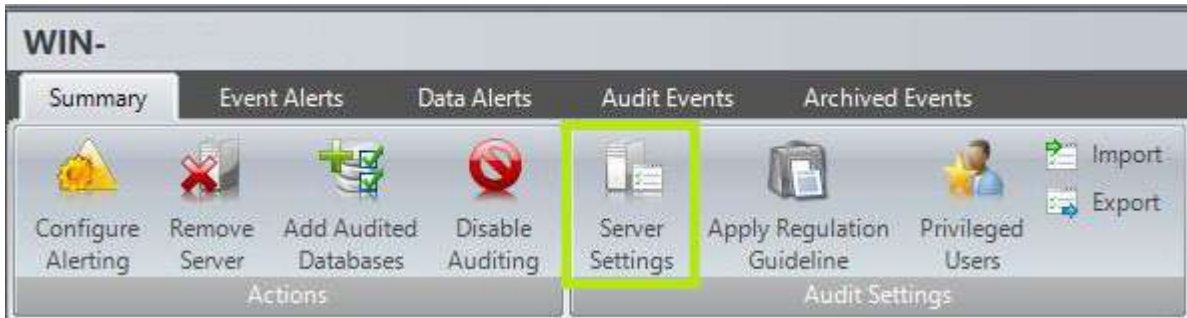 WIN-
Summary Event Alerts Data Alerts Audit Events Archived Events
Configure Alerting
Remove Server
Add Audited Databases
Disable Auditing
Server Settings
Apply Regulation Guideline
Privileged Users
Import
Export
Actions
Audit Settings